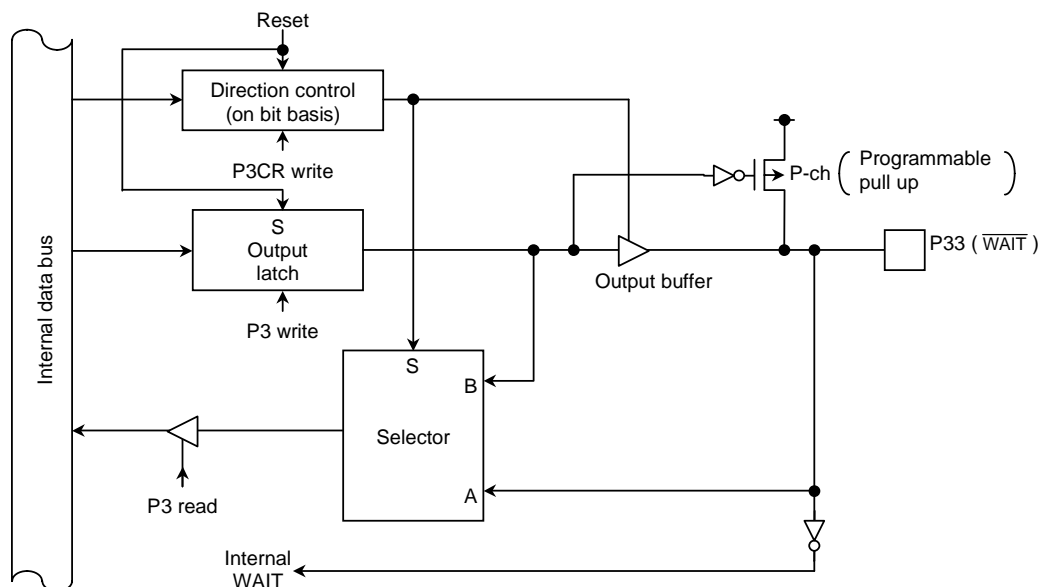 Reset
Direction control
(on bit basis)
P3CR write
P-ch ( Programmable
pull up )
S
Output
latch
P33 ( W̅A̅I̅T̅ )
Output buffer
P3 write
Internal data bus
S
B
Selector
A
P3 read
Internal
WAIT